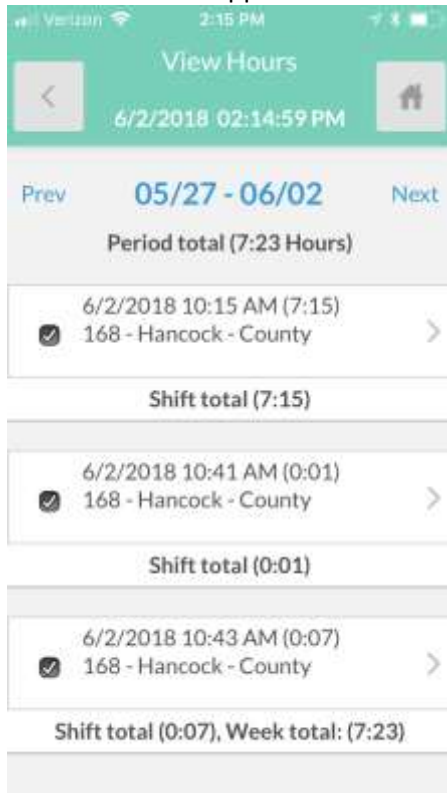 Verizon 2:15 PM
View Hours
6/2/2018 02:14:59 PM
Prev 05/27 - 06/02 Next
Period total (7:23 Hours)
6/2/2018 10:15 AM (7:15)
168 - Hancock - County
Shift total (7:15)
6/2/2018 10:41 AM (0:01)
168 - Hancock - County
Shift total (0:01)
6/2/2018 10:43 AM (0:07)
168 - Hancock - County
Shift total (0:07), Week total: (7:23)